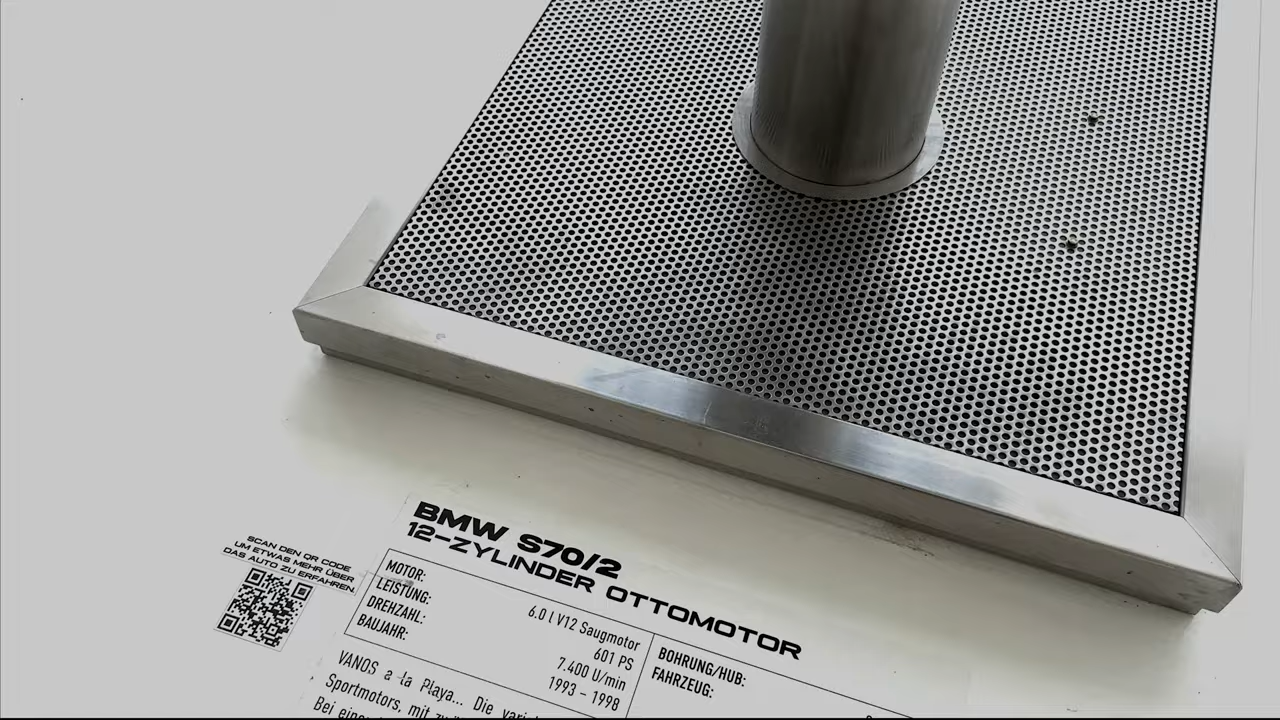 BMW S70/2
12-ZYLINDER OTTOMOTOR
SCAN DEN QR CODE
UM ETWAS MEHR ÜBER
DAS AUTO ZU ERFAHREN.
MOTOR: 6.0 l V12 Saugmotor
LEISTUNG: 601 PS
DREHZAHL: 7.400 U/min
BAUJAHR: 1993 – 1998
BOHRUNG/HUB:
FAHRZEUG:
VANOS a la Playa... Die
Sportmotors, mit
Bei